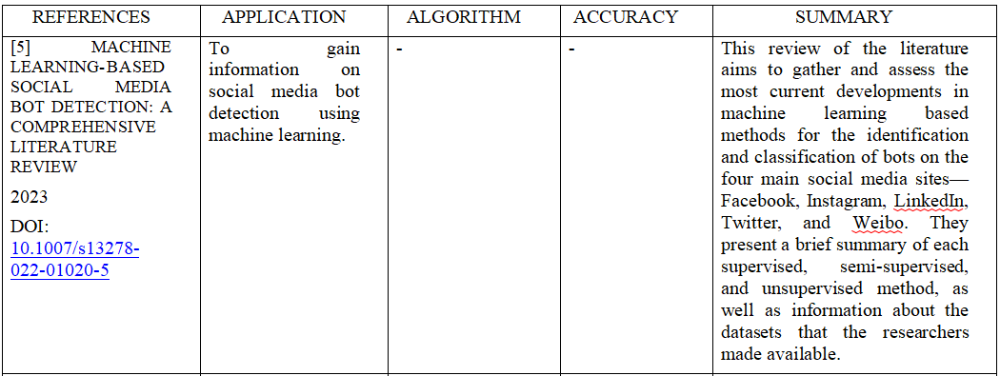 REFERENCES APPLICATION ALGORITHM ACCURACY SUMMARY
[5] MACHINE
LEARNING-BASED
SOCIAL MEDIA
BOT DETECTION: A
COMPREHENSIVE
LITERATURE
REVIEW
2023
DOI:
10.1007/s13278-
022-01020-5
To gain
information on
social media bot
detection using
machine learning.
-
-
This review of the literature
aims to gather and assess the
most current developments in
machine learning based
methods for the identification
and classification of bots on the
four main social media sites—
Facebook, Instagram, LinkedIn,
Twitter, and Weibo. They
present a brief summary of each
supervised, semi-supervised,
and unsupervised method, as
well as information about the
datasets that the researchers
made available.